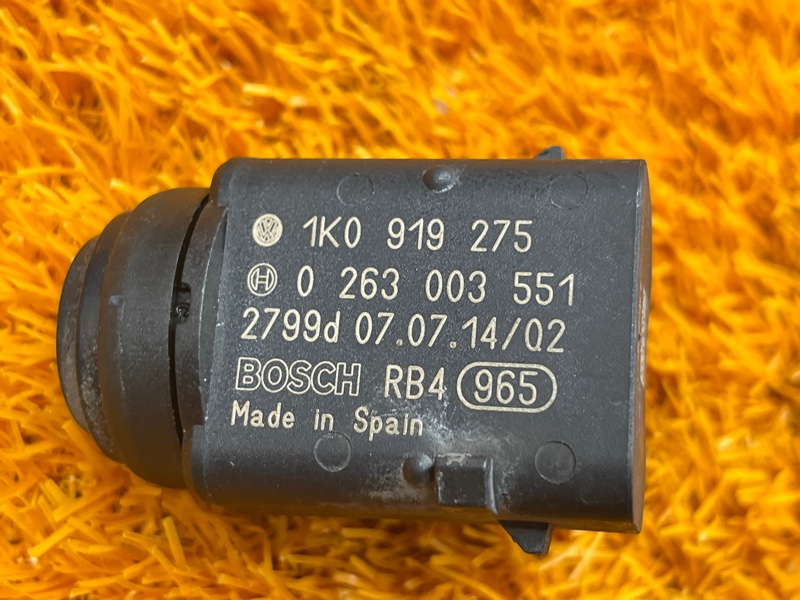 1K0 919 275
0 263 003 551
2799d 07.07.14/02
BOSCH RB4 965
Made in Spain